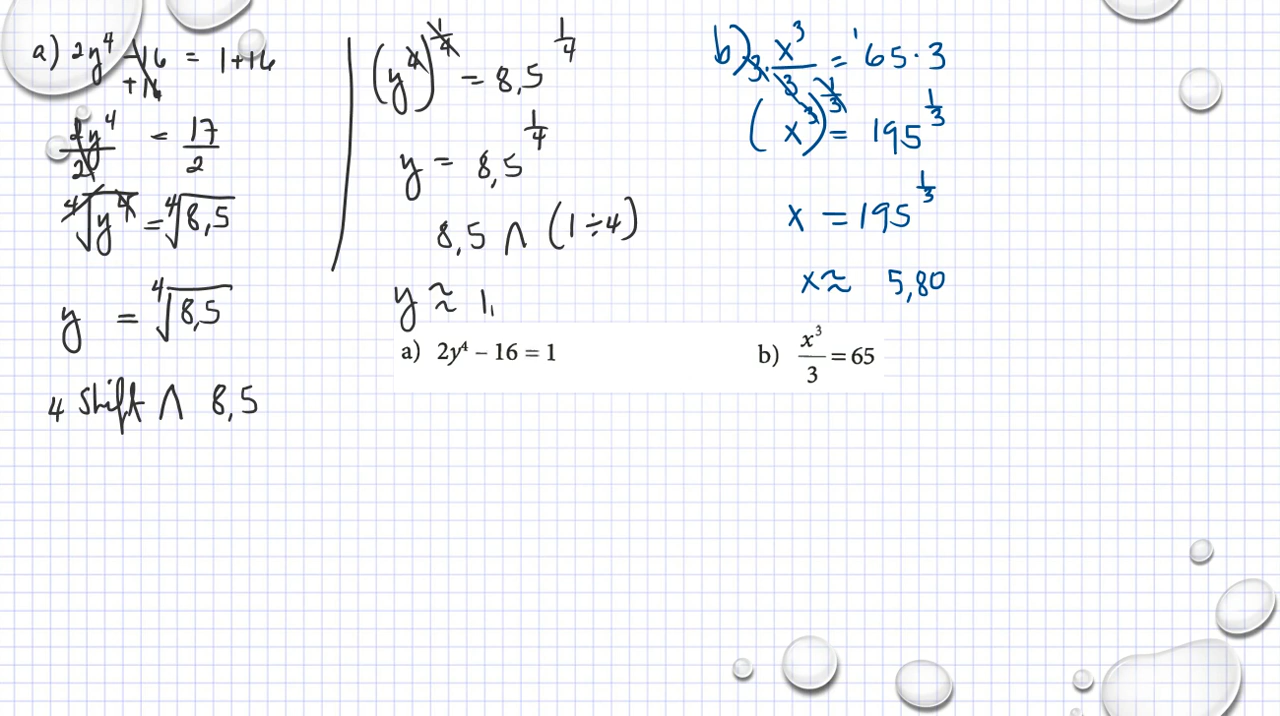 a) 2y⁴ - 16 = 1 + 16
+ 16
2y⁴/2 = 17/2
⁴√y⁴ = ⁴√8,5
y = ⁴√8,5
4 shift ∧ 8,5
(y⁴)^1/4 = 8,5^1/4
y = 8,5^1/4
8,5 ∧ (1 ÷ 4)
y ≈ 1,
b) 3 · x³/3 = 65 · 3
(x³)^1/3 = 195^1/3
x = 195^1/3
x ≈ 5,80
a) 2y⁴ – 16 = 1
b) x³/3 = 65